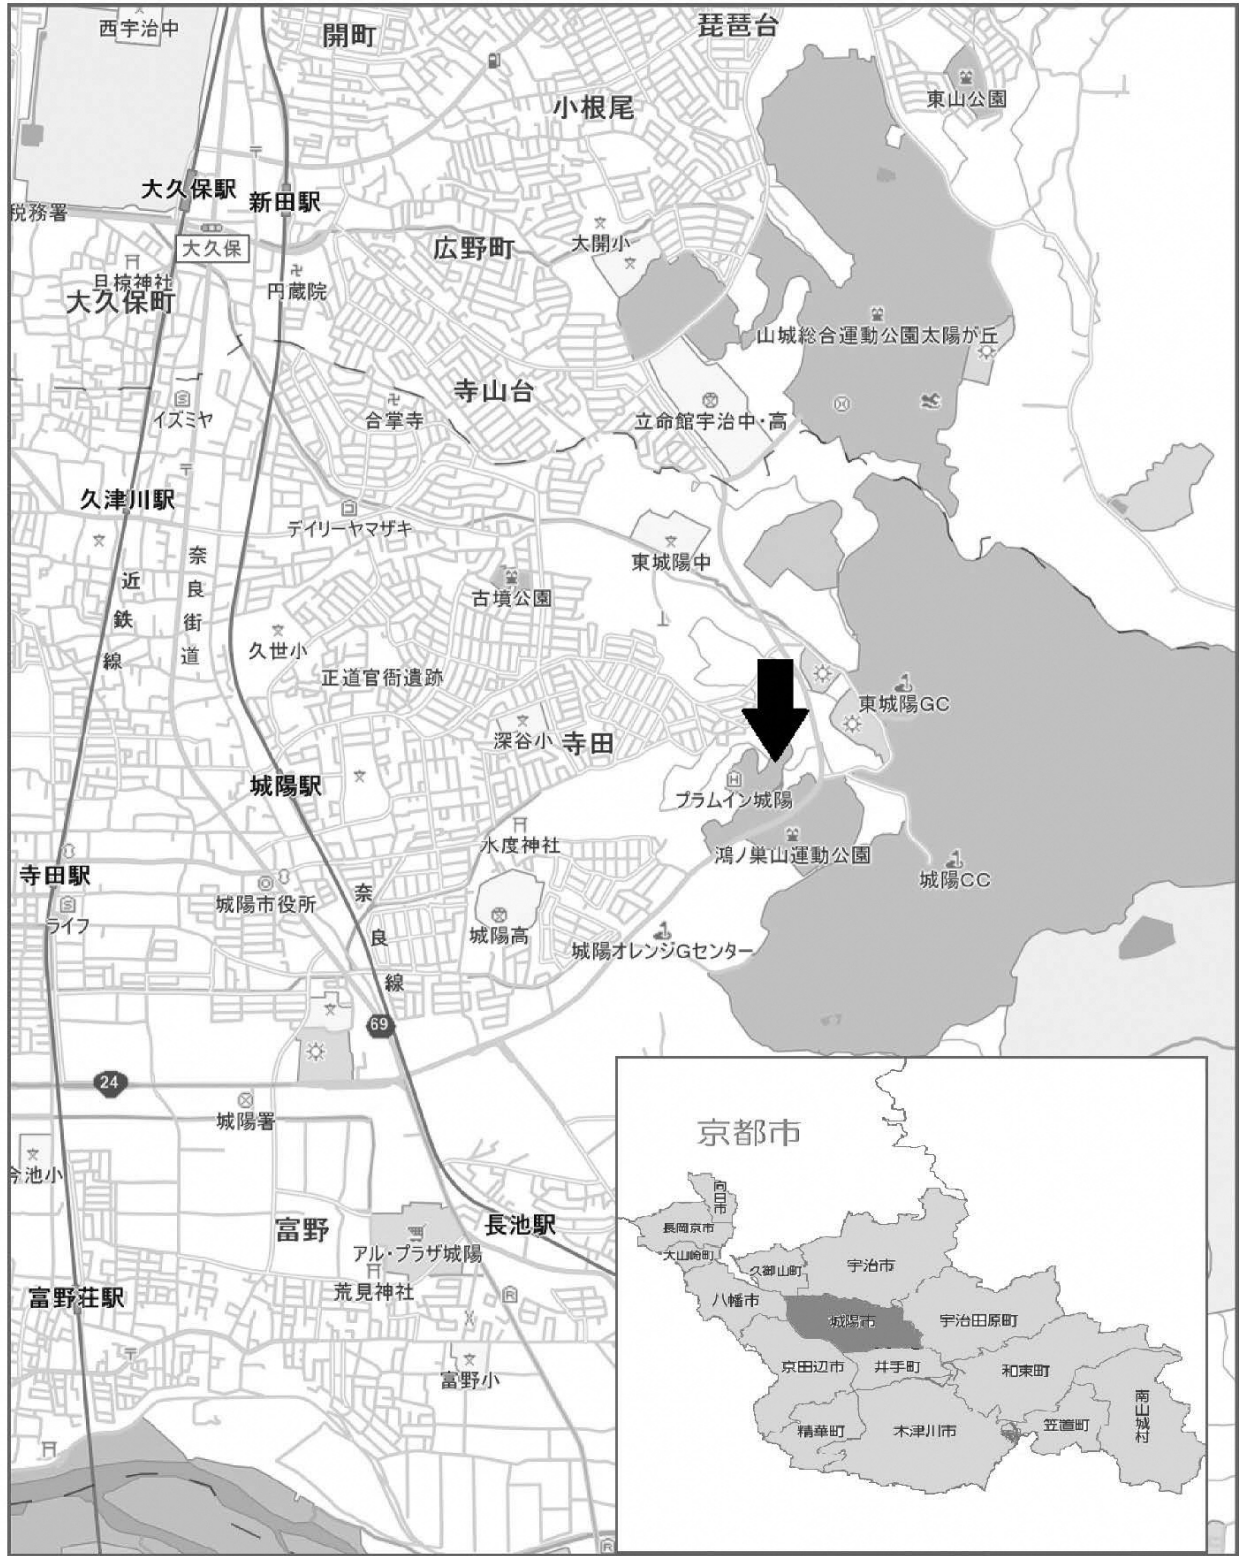 西宇治中
開町
琵琶台
東山公園
小根尾
大久保駅
新田駅
税務署
大久保
広野町
大開小
旦椋神社
大久保町
円蔵院
山城総合運動公園太陽が丘
寺山台
イズミヤ
合掌寺
立命館宇治中・高
久津川駅
デイリーヤマザキ
奈良街道
東城陽中
近鉄線
古墳公園
久世小
正道官衙遺跡
東城陽GC
深谷小
寺田
城陽駅
プラムイン城陽
水度神社
鴻ノ巣山運動公園
寺田駅
城陽CC
城陽市役所
奈良線
ライフ
城陽高
城陽オレンジGセンター
69
24
城陽署
今池小
富野
長池駅
アル・プラザ城陽
荒見神社
富野荘駅
富野小
京都市
向日市
長岡京市
大山崎町
久御山町
宇治市
八幡市
城陽市
宇治田原町
京田辺市
井手町
和束町
南山城村
精華町
木津川市
笠置町